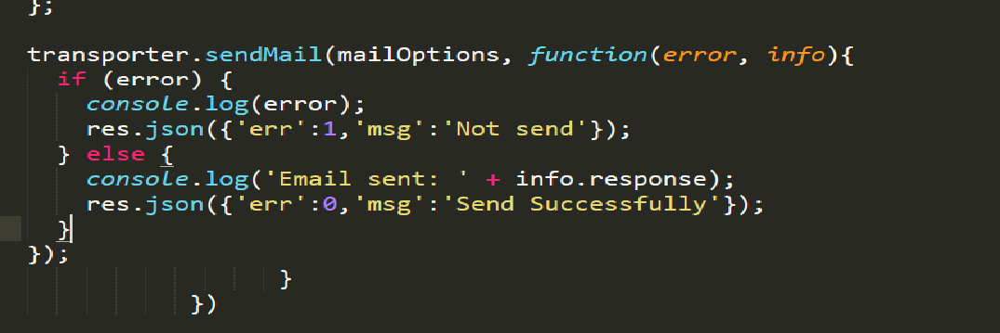 };
transporter.sendMail(mailOptions, function(error, info){
if (error) {
console.log(error);
res.json({'err':1,'msg':'Not send'});
} else {
console.log('Email sent: ' + info.response);
res.json({'err':0,'msg':'Send Successfully'});
}
});
}
})